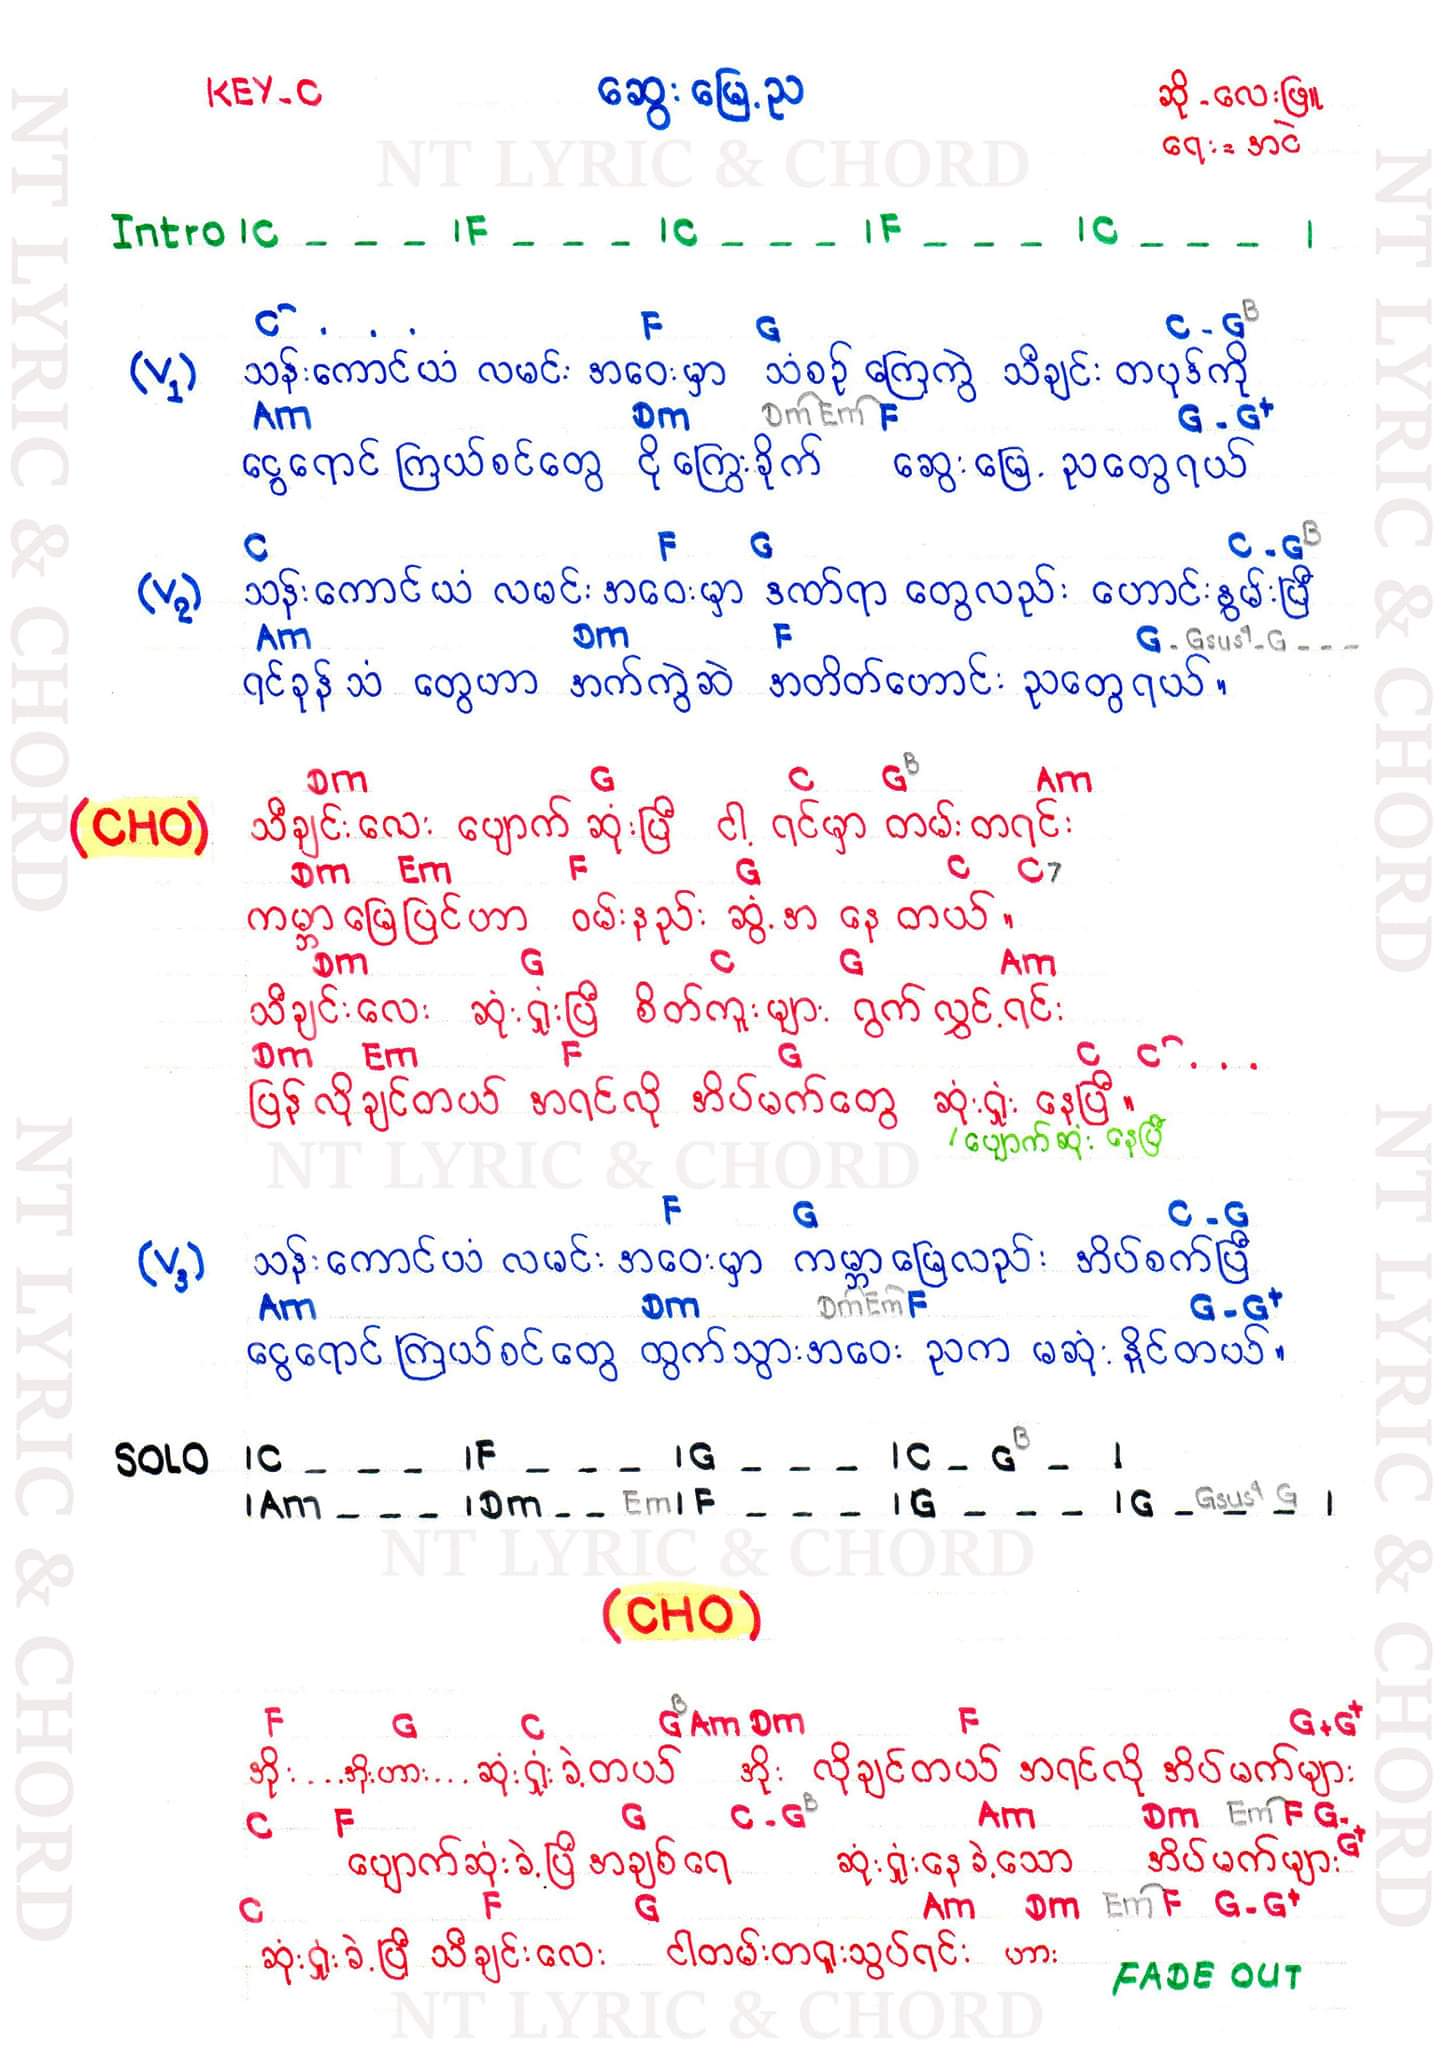 KEY-C ဆွေးမြေ့ည ဆို-လေးဖြူ
ရေး=အငဲ
NT LYRIC & CHORD
Intro |C _ _ _ |F _ _ _ |C _ _ _ |F _ _ _ |C _ _ _ |
C . . . F G C - G B
(V1) သန်းကောင်ယံ လမင်း အဝေးမှာ သံစဉ် ကြေကွဲ သီချင်း တပုဒ်ကို
Am Dm Dm Em F G - G+
ငွေရောင် ကြယ်စင်တွေ ငိုကြွေးခိုက် ဆွေးမြေ့ ညတွေရယ်
C F G C - G B
(V2) သန်းကောင်ယံ လမင်း အဝေးမှာ ဒဏ်ရာ တွေလည်း ဟောင်းနွမ်းပြီ
Am Dm F G - Gsus4 - G - - -
ရင်ခုန်သံ တွေဟာ အက်ကွဲဆဲ အတိတ်ဟောင်း ညတွေရယ်။
Dm G C G B Am
(CHO) သီချင်းလေး ပျောက်ဆုံးပြီ ငါ့ ရင်မှာ တမ်းတရင်း
Dm Em F G C C7
ကမ္ဘာမြေပြင်ဟာ ဝမ်းနည်း ဆွံ့အ နေတယ်။
Dm G C G Am
သီချင်းလေး ဆုံးရှုံးပြီ စိတ်ကူးများ ရွက်လွှင့်ရင်း
Dm Em F G C C . . .
ပြန်လိုချင်တယ် အရင်လို အိပ်မက်တွေ ဆုံးရှုံး နေပြီ။
/ပျောက်ဆုံး နေပြီ
NT LYRIC & CHORD
F G C - G
(V3) သန်းကောင်ယံ လမင်း အဝေးမှာ ကမ္ဘာမြေလည်း အိပ်စက်ပြီ
Am Dm Dm Em F G - G+
ငွေရောင်ကြယ်စင်တွေ ထွက်သွားအဝေး ညက မဆုံးနိုင်တယ်။
SOLO |C _ _ _ |F _ _ _ |G _ _ _ |C _ G B _ |
|Am _ _ _ |Dm _ _ Em |F _ _ _ |G _ _ _ |G _ Gsus4 _ G _ |
NT LYRIC & CHORD
(CHO)
F G C G B Am Dm F G + G+
အိုး...အိုးဟား... ဆုံးရှုံးခဲ့တယ် အိုး လိုချင်တယ် အရင်လို အိပ်မက်များ
C F G C - G B Am Dm Em F G - G+
ပျောက်ဆုံးခဲ့ပြီ အချစ်ရေ ဆုံးရှုံးနေခဲ့သော အိပ်မက်များ
C F G Am Dm Em F G - G+
ဆုံးရှုံးခဲ့ပြီ သီချင်းလေး ငါတမ်းတရူးသွပ်ရင်း ဟား
FADE OUT
NT LYRIC & CHORD
NT LYRIC & CHORD
NT LYRIC & CHORD
NT LYRIC & CHORD
NT LYRIC & CHORD